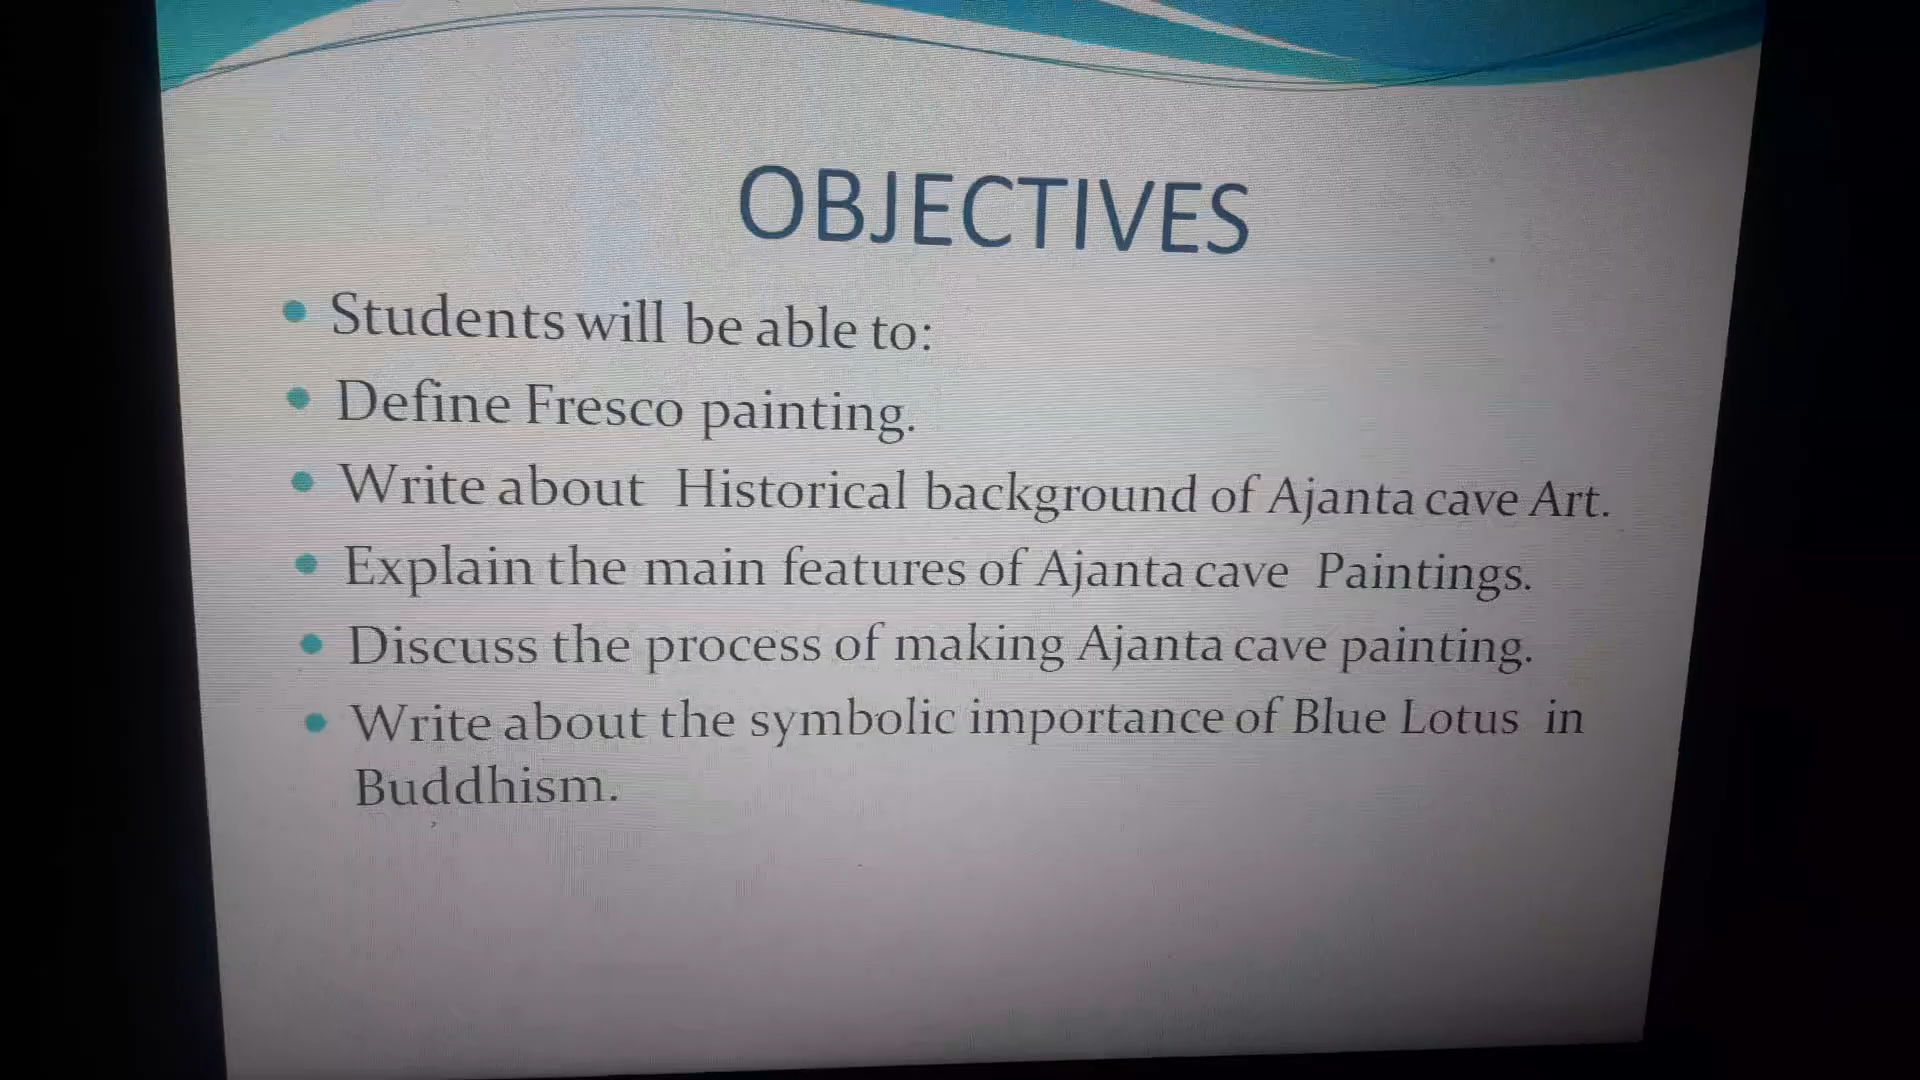 OBJECTIVES
Students will be able to:
Define Fresco painting.
Write about Historical background of Ajanta cave Art.
Explain the main features of Ajanta cave Paintings.
Discuss the process of making Ajanta cave painting.
Write about the symbolic importance of Blue Lotus in
Buddhism.